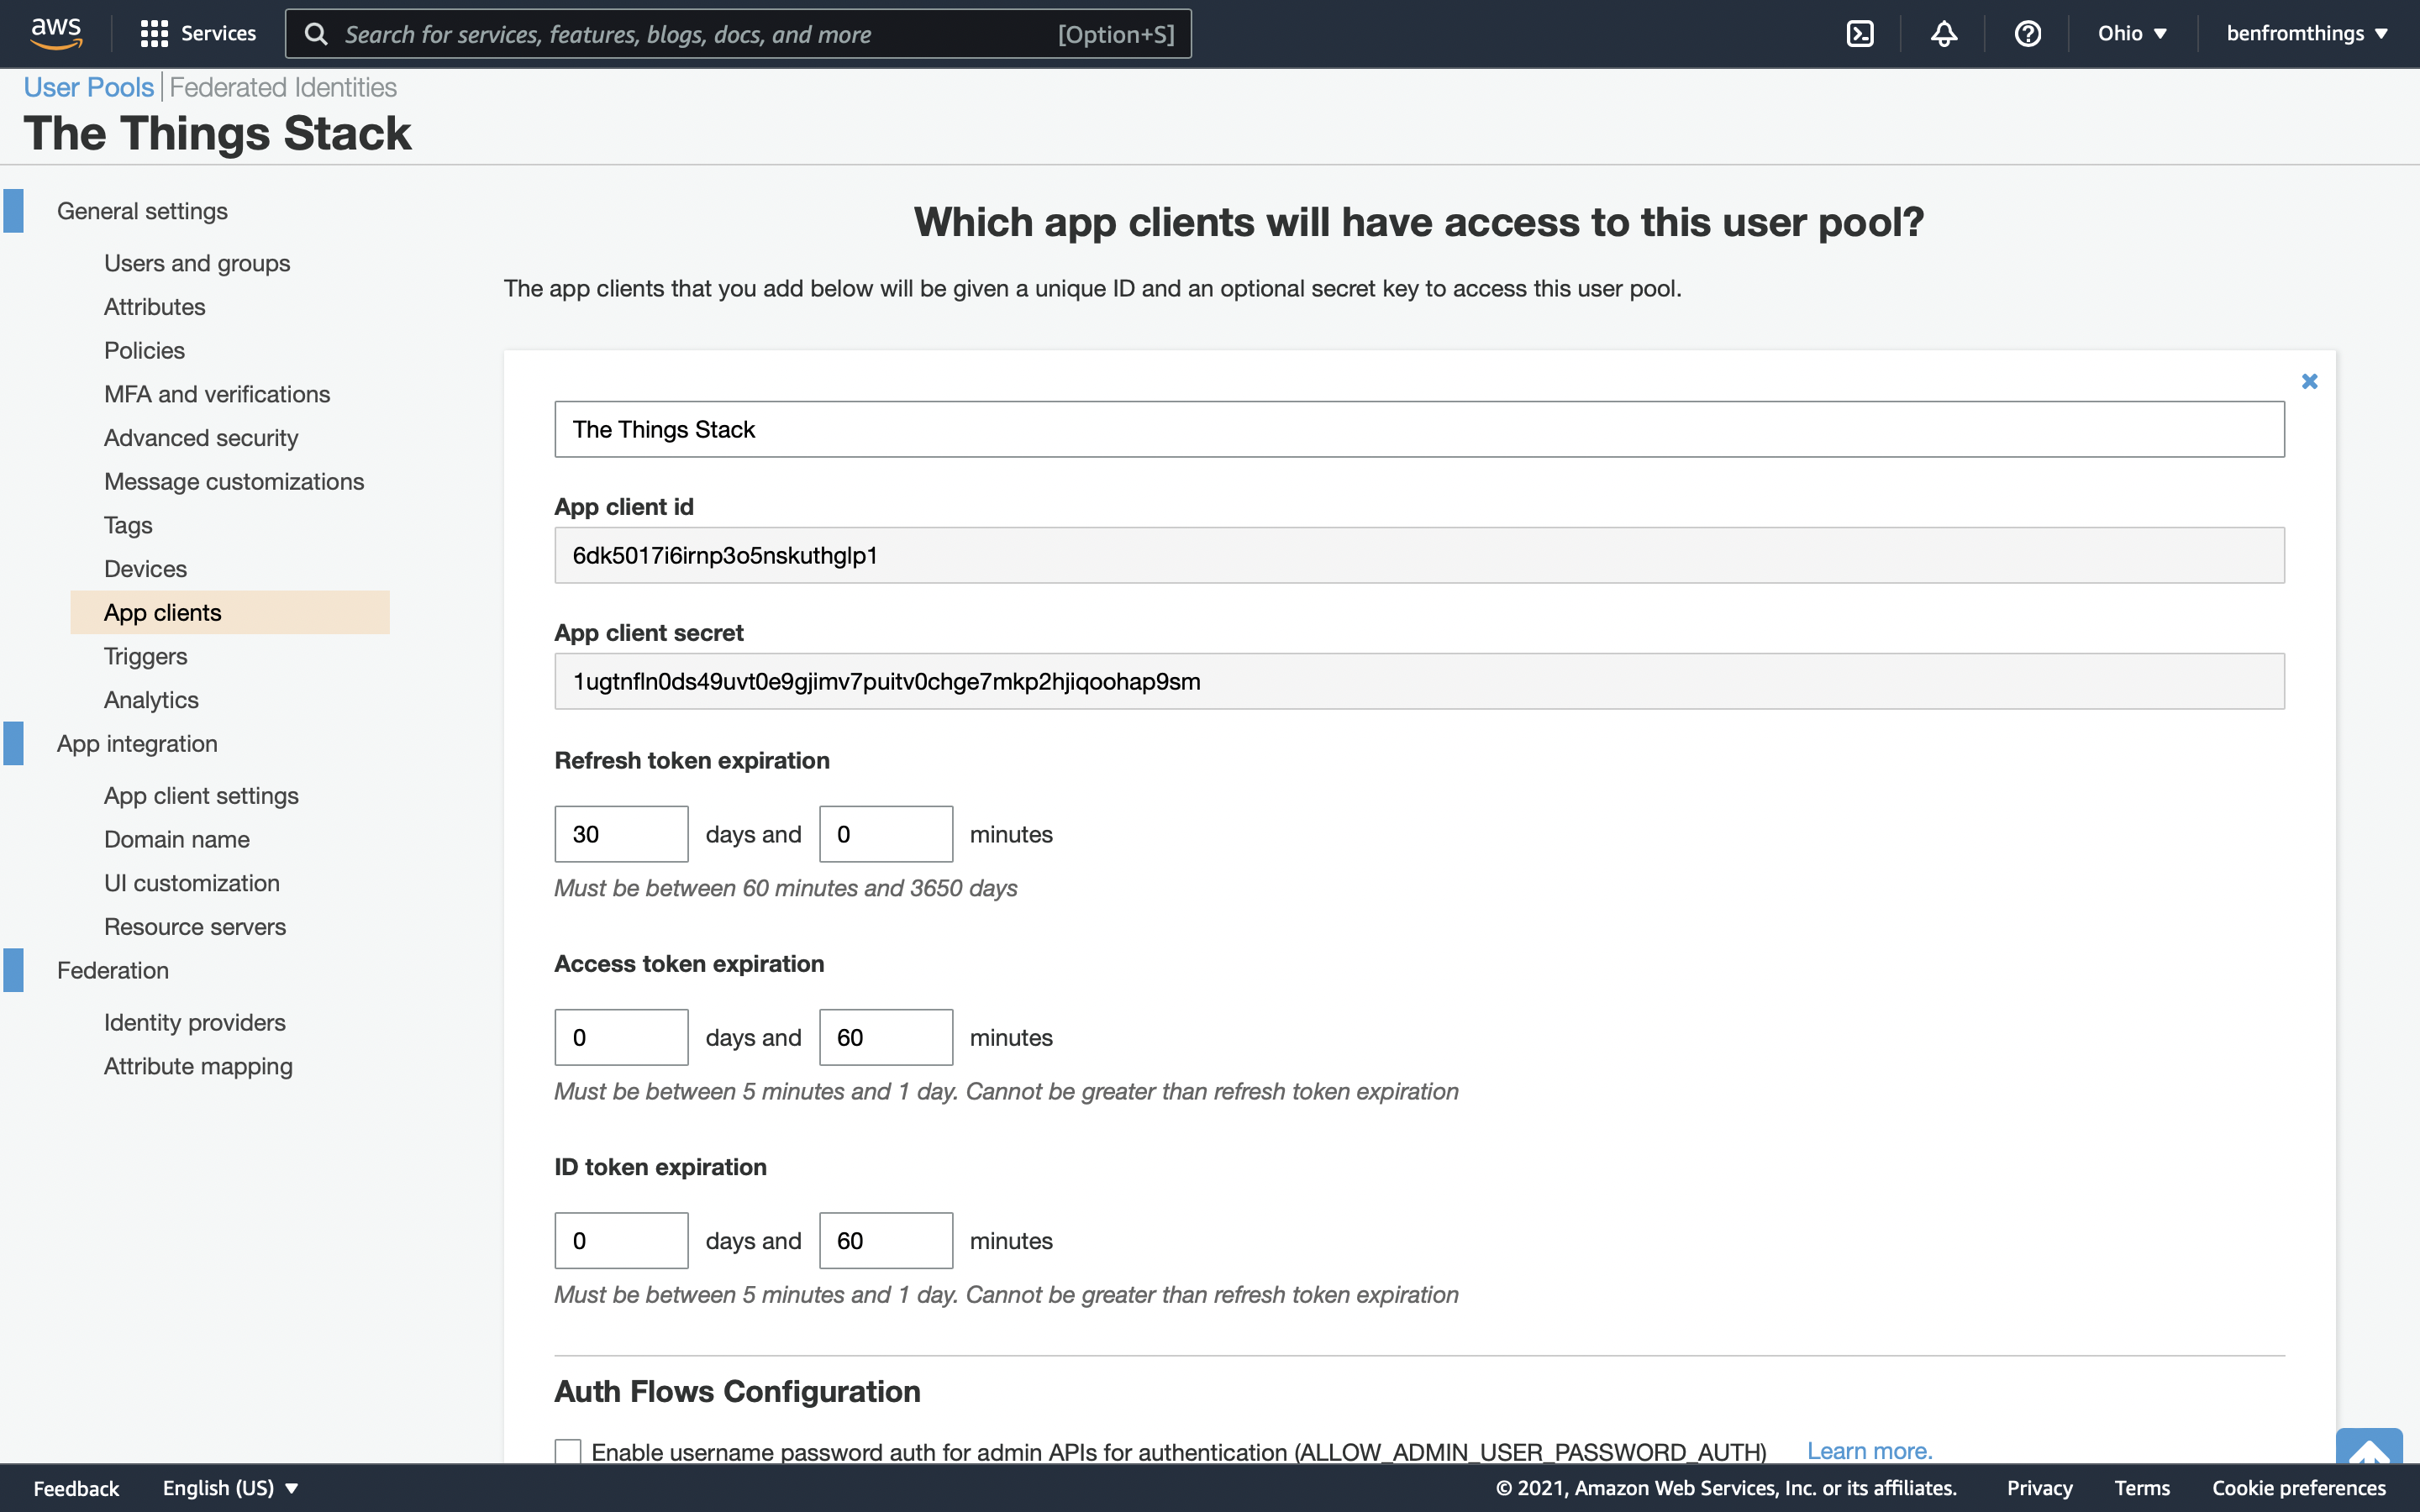 aws
Services
Search for services, features, blogs, docs, and more [Option+S]
Ohio ▼
benfromthings ▼
User Pools | Federated Identities
The Things Stack
General settings
Users and groups
Attributes
Policies
MFA and verifications
Advanced security
Message customizations
Tags
Devices
App clients
Triggers
Analytics
App integration
App client settings
Domain name
UI customization
Resource servers
Federation
Identity providers
Attribute mapping
Which app clients will have access to this user pool?
The app clients that you add below will be given a unique ID and an optional secret key to access this user pool.
The Things Stack
App client id
6dk5017i6irnp3o5nskuthglp1
App client secret
1ugtnfln0ds49uvt0e9gjimv7puitv0chge7mkp2hjiqoohap9sm
Refresh token expiration
30 days and 0 minutes
Must be between 60 minutes and 3650 days
Access token expiration
0 days and 60 minutes
Must be between 5 minutes and 1 day. Cannot be greater than refresh token expiration
ID token expiration
0 days and 60 minutes
Must be between 5 minutes and 1 day. Cannot be greater than refresh token expiration
Auth Flows Configuration
Enable username password auth for admin APIs for authentication (ALLOW_ADMIN_USER_PASSWORD_AUTH) Learn more.
Feedback English (US) ▼ © 2021, Amazon Web Services, Inc. or its affiliates. Privacy Terms Cookie preferences